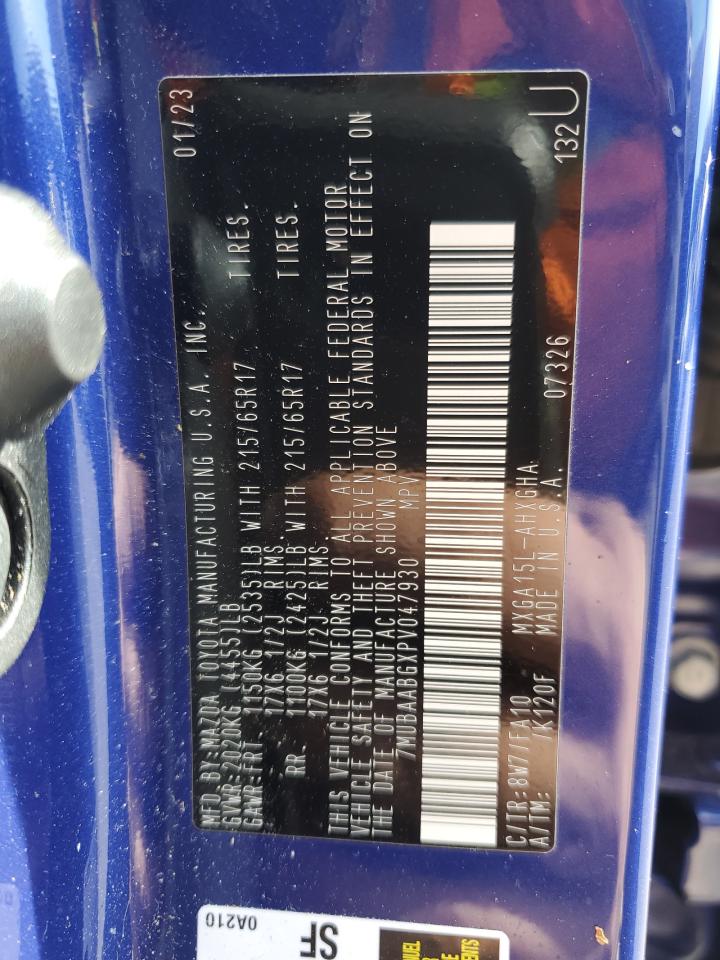 MFD. BY: MAZDA TOYOTA MANUFACTURING U.S.A. INC. 01/23
GVWR: 2020KG (4455)LB
GAWR: FRT 1150KG (2535)LB WITH 215/65R17 TIRES.
17X6 1/2J RIMS
RR. 1100KG (2425)LB WITH 215/65R17 TIRES.
17X6 1/2J RIMS
THIS VEHICLE CONFORMS TO ALL APPLICABLE FEDERAL MOTOR
VEHICLE SAFETY AND THEFT PREVENTION STANDARDS IN EFFECT ON
THE DATE OF MANUFACTURE SHOWN ABOVE
7MUBAABGXPV047930 MPV
C/TR: 8W7/FA10 MXGA15L-AHXGHA
A/TM: /K120F MADE IN U.S.A. 07326 132 U
0A210
SF